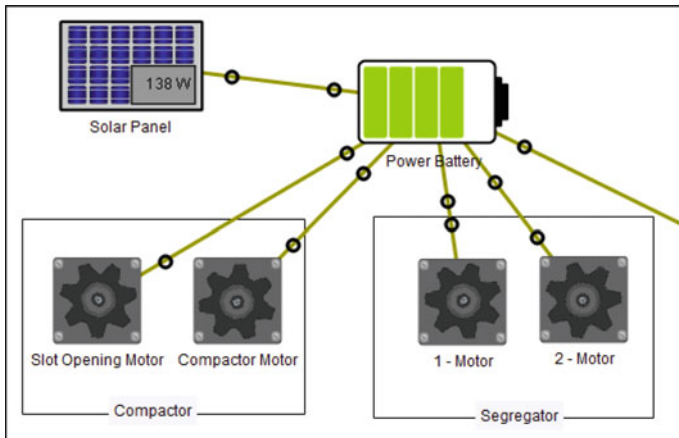 138 W
Solar Panel
Power Battery
Slot Opening Motor
Compactor Motor
1 - Motor
2 - Motor
Compactor
Segregator